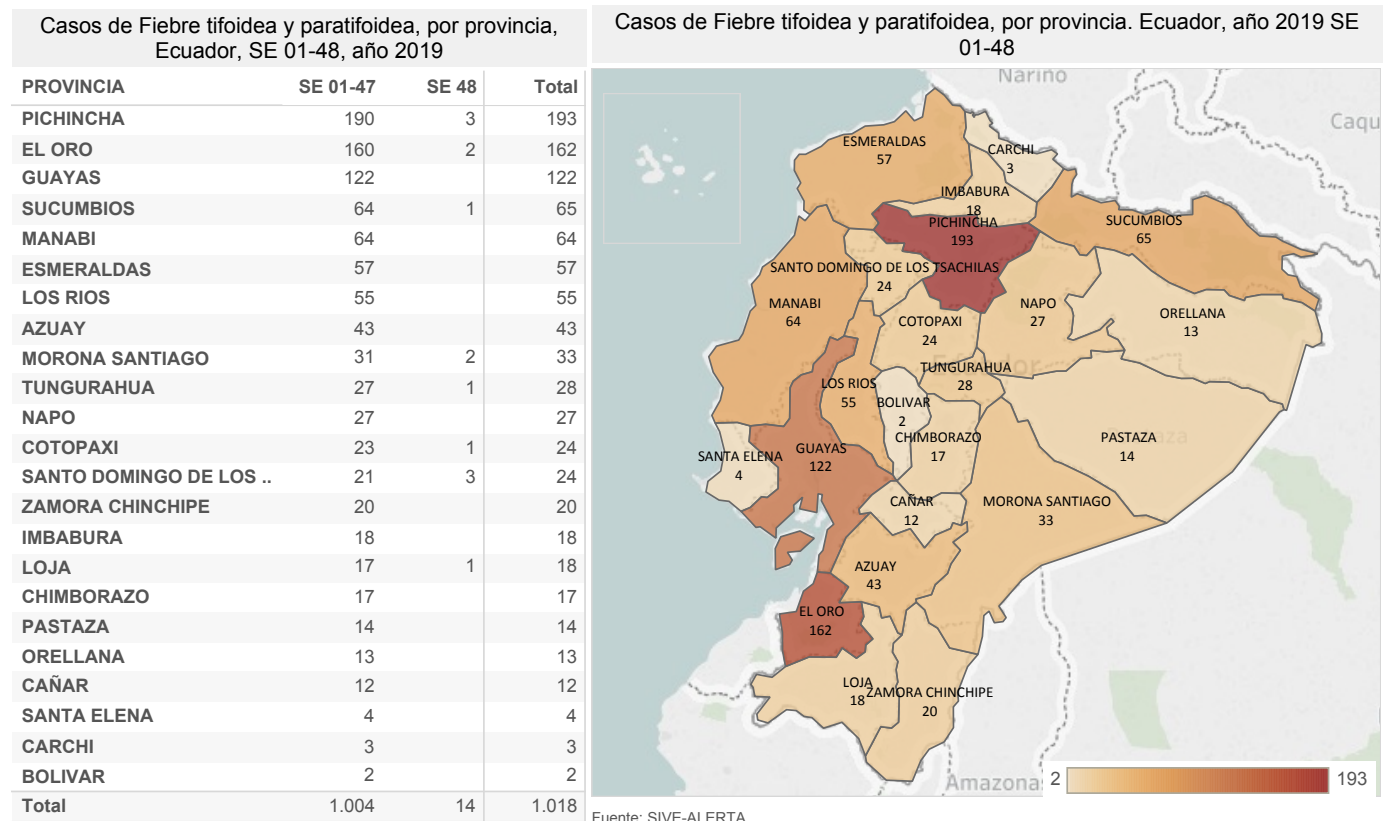 Casos de Fiebre tifoidea y paratifoidea, por provincia,
Ecuador, SE 01-48, año 2019
PROVINCIA SE 01-47 SE 48 Total
PICHINCHA 190 3 193
EL ORO 160 2 162
GUAYAS 122 122
SUCUMBIOS 64 1 65
MANABI 64 64
ESMERALDAS 57 57
LOS RIOS 55 55
AZUAY 43 43
MORONA SANTIAGO 31 2 33
TUNGURAHUA 27 1 28
NAPO 27 27
COTOPAXI 23 1 24
SANTO DOMINGO DE LOS .. 21 3 24
ZAMORA CHINCHIPE 20 20
IMBABURA 18 18
LOJA 17 1 18
CHIMBORAZO 17 17
PASTAZA 14 14
ORELLANA 13 13
CAÑAR 12 12
SANTA ELENA 4 4
CARCHI 3 3
BOLIVAR 2 2
Total 1.004 14 1.018
Casos de Fiebre tifoidea y paratifoidea, por provincia. Ecuador, año 2019 SE
01-48
Nariño
Caqu
ESMERALDAS
57
CARCHI
3
IMBABURA
18
PICHINCHA
193
SUCUMBIOS
65
SANTO DOMINGO DE LOS TSACHILAS
24
MANABI
64
COTOPAXI
24
NAPO
27
ORELLANA
13
Ecuador
TUNGURAHUA
28
LOS RIOS
55
BOLIVAR
2
CHIMBORAZO
17
PASTAZA
14
Pastaza
SANTA ELENA
4
GUAYAS
122
CAÑAR
12
MORONA SANTIAGO
33
AZUAY
43
EL ORO
162
LOJA
18
ZAMORA CHINCHIPE
20
Amazonas
2 193
Fuente: SIVE-ALERTA